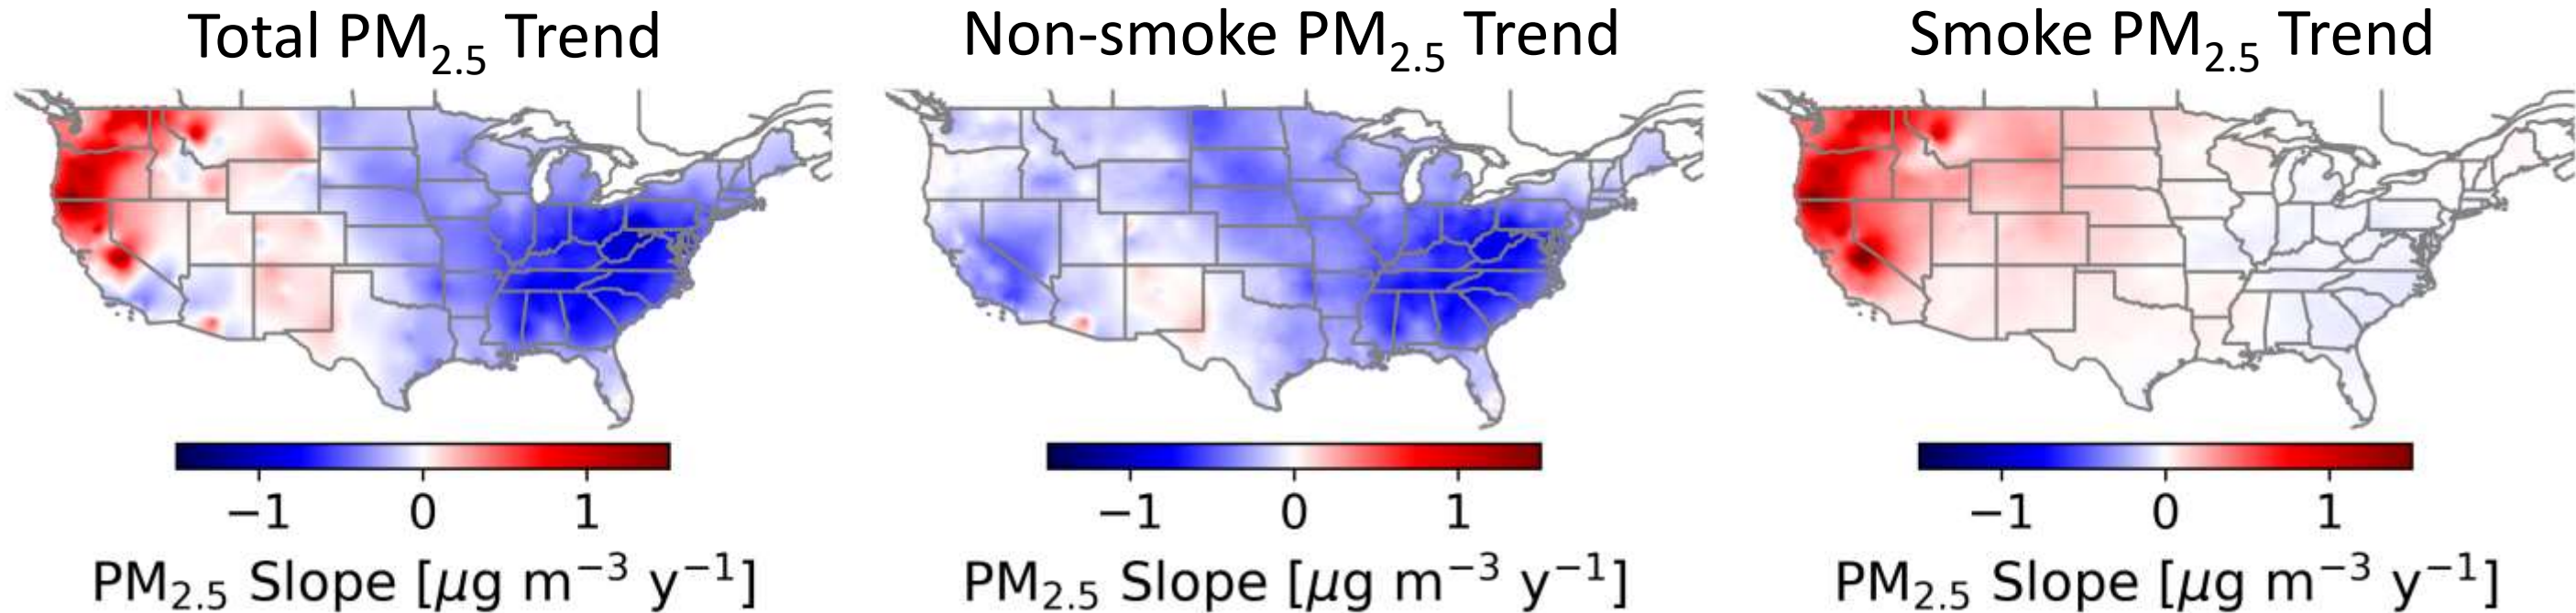 Total PM₂.₅ Trend
Non-smoke PM₂.₅ Trend
Smoke PM₂.₅ Trend
−1 0 1
−1 0 1
−1 0 1
PM₂.₅ Slope [μg m⁻³ y⁻¹]
PM₂.₅ Slope [μg m⁻³ y⁻¹]
PM₂.₅ Slope [μg m⁻³ y⁻¹]